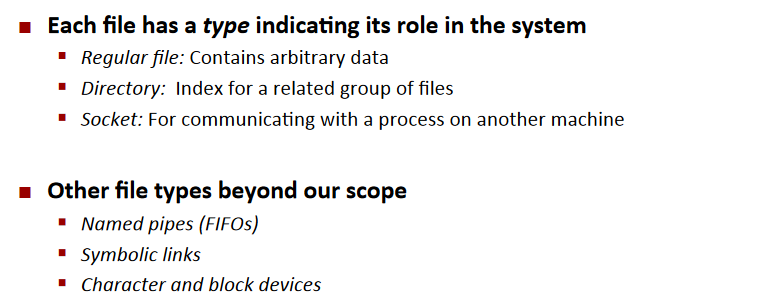 Each file has a type indicating its role in the system
Regular file: Contains arbitrary data
Directory: Index for a related group of files
Socket: For communicating with a process on another machine
Other file types beyond our scope
Named pipes (FIFOs)
Symbolic links
Character and block devices